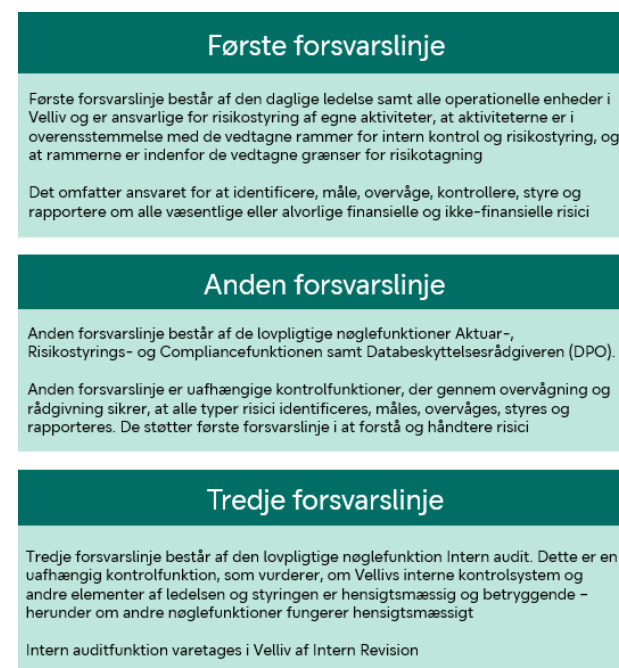 Første forsvarslinje
Første forsvarslinje består af den daglige ledelse samt alle operationelle enheder i
Velliv og er ansvarlige for risikostyring af egne aktiviteter, at aktiviteterne er i
overensstemmelse med de vedtagne rammer for intern kontrol og risikostyring, og
at rammerne er indenfor de vedtagne grænser for risikotagning
Det omfatter ansvaret for at identificere, måle, overvåge, kontrollere, styre og
rapportere om alle væsentlige eller alvorlige finansielle og ikke-finansielle risici
Anden forsvarslinje
Anden forsvarslinje består af de lovpligtige nøglefunktioner Aktuar-,
Risikostyrings- og Compliancefunktionen samt Databeskyttelsesrådgiveren (DPO).
Anden forsvarslinje er uafhængige kontrolfunktioner, der gennem overvågning og
rådgivning sikrer, at alle typer risici identificeres, måles, overvåges, styres og
rapporteres. De støtter første forsvarslinje i at forstå og håndtere risici
Tredje forsvarslinje
Tredje forsvarslinje består af den lovpligtige nøglefunktion Intern audit. Dette er en
uafhængig kontrolfunktion, som vurderer, om Vellivs interne kontrolsystem og
andre elementer af ledelsen og styringen er hensigtsmæssig og betryggende –
herunder om andre nøglefunktioner fungerer hensigtsmæssigt
Intern auditfunktion varetages i Velliv af Intern Revision